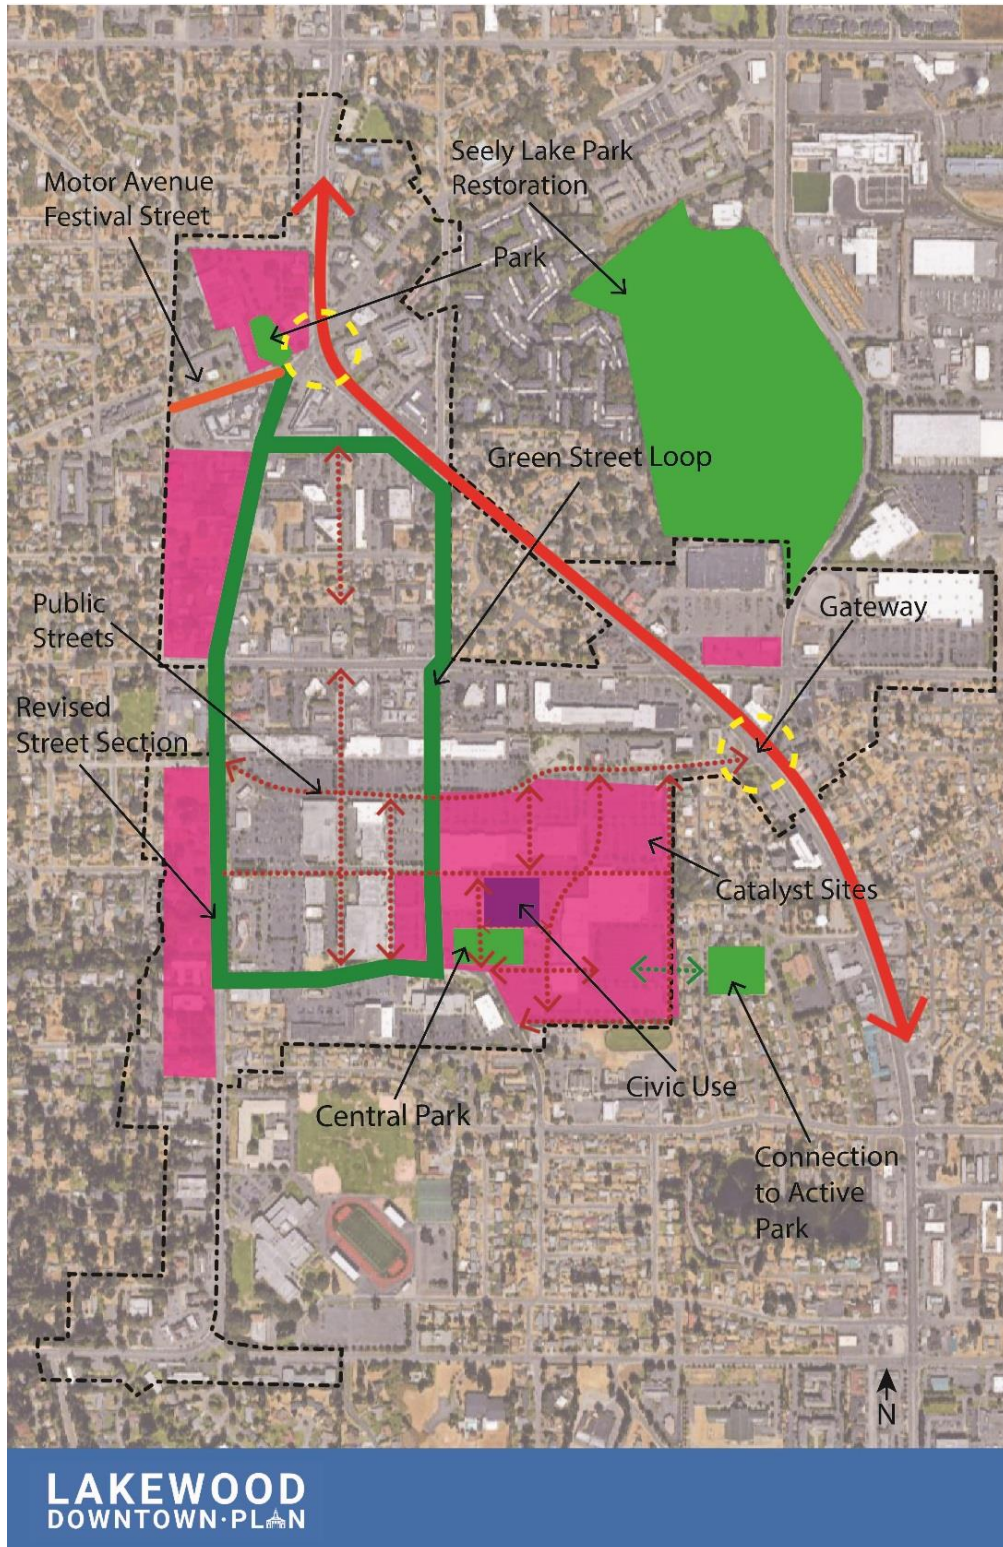 Seely Lake Park
Restoration
Motor Avenue
Festival Street
Park
Green Street Loop
Public
Streets
Gateway
Revised
Street Section
Catalyst Sites
Civic Use
Central Park
Connection
to Active
Park
N
LAKEWOOD
DOWNTOWN·PLAN